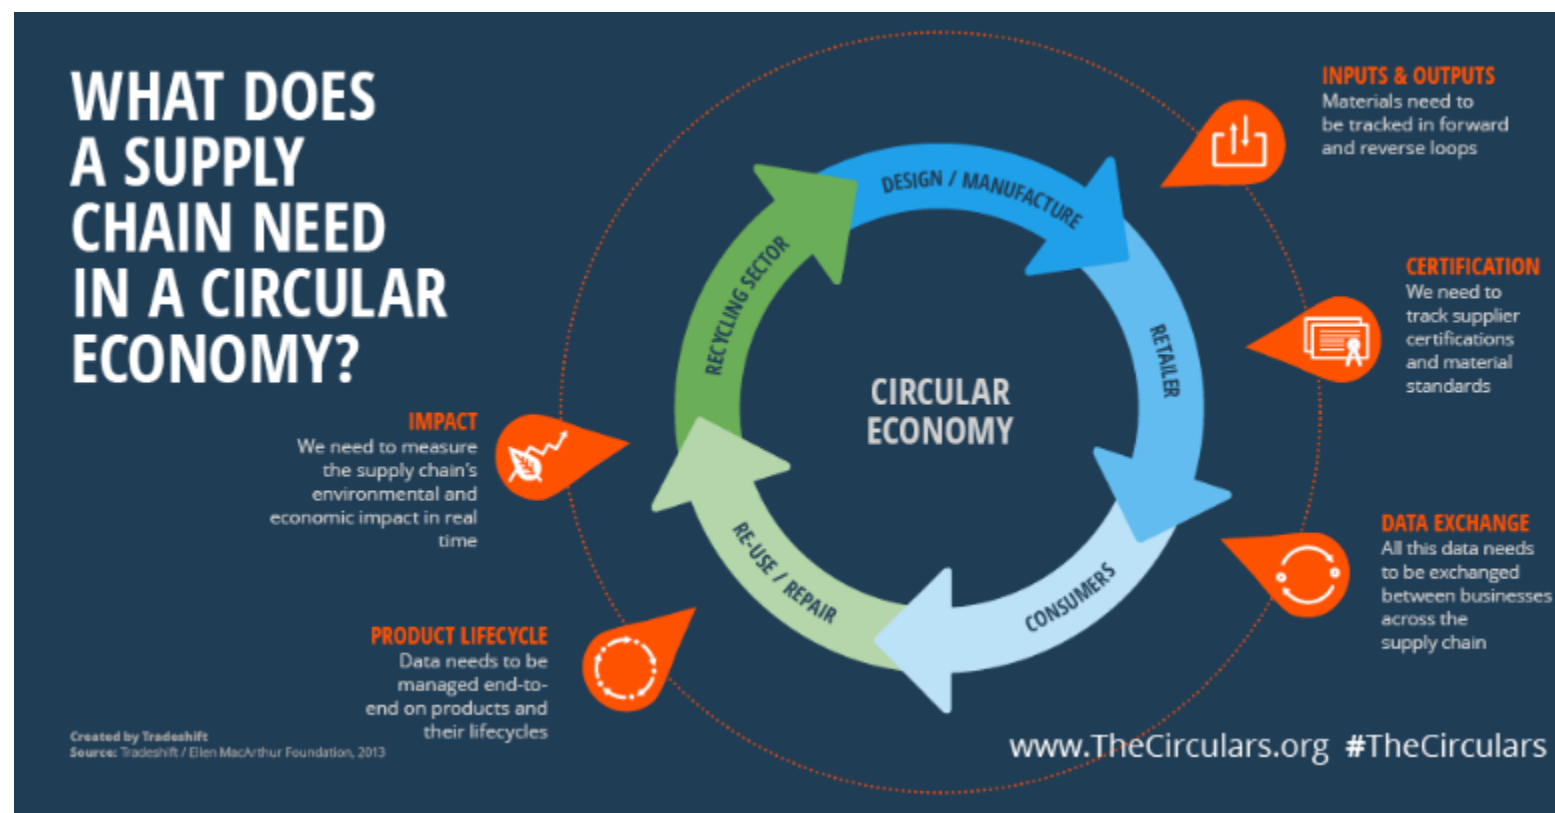 WHAT DOES
A SUPPLY
CHAIN NEED
IN A CIRCULAR
ECONOMY?
INPUTS & OUTPUTS
Materials need to
be tracked in forward
and reverse loops
CERTIFICATION
We need to
track supplier
certifications
and material
standards
DATA EXCHANGE
All this data needs
to be exchanged
between businesses
across the
supply chain
PRODUCT LIFECYCLE
Data needs to be
managed end-to-
end on products and
their lifecycles
IMPACT
We need to measure
the supply chain's
environmental and
economic impact in real
time
DESIGN / MANUFACTURE
RETAILER
CONSUMERS
RE-USE / REPAIR
RECYCLING SECTOR
CIRCULAR
ECONOMY
Created by Tradeshift
Source: Tradeshift / Ellen MacArthur Foundation, 2013
www.TheCirculars.org #TheCirculars